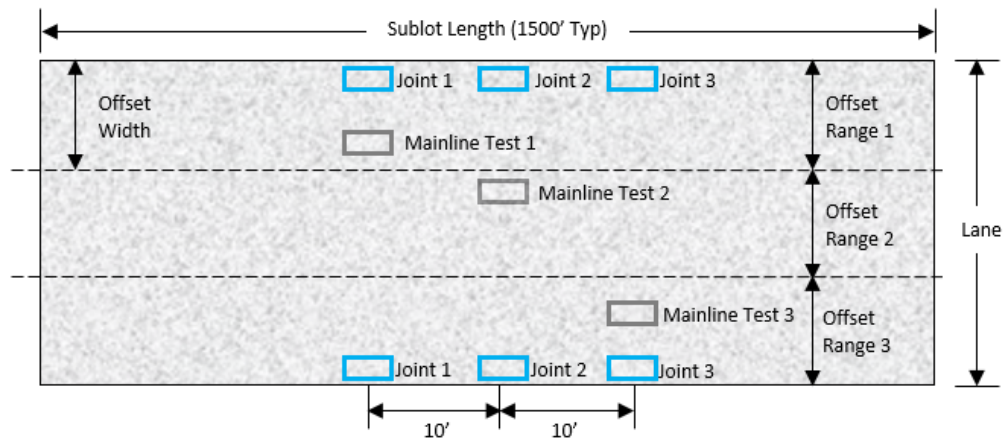 Sublot Length (1500’ Typ)
Offset
Width
Joint 1
Joint 2
Joint 3
Offset
Range 1
Mainline Test 1
Mainline Test 2
Offset
Range 2
Lane
Mainline Test 3
Offset
Range 3
Joint 1
Joint 2
Joint 3
10’
10’